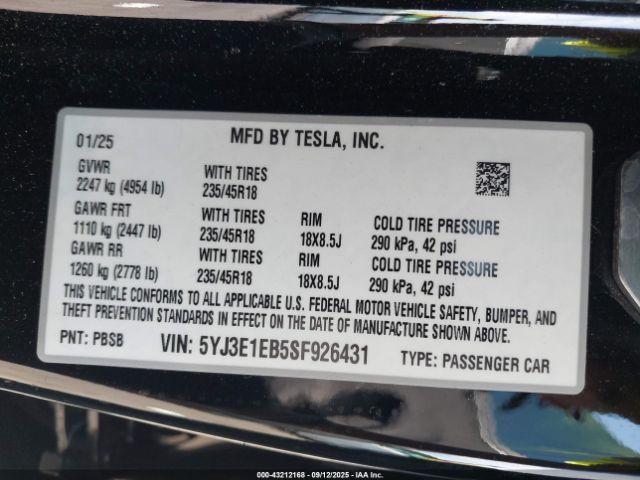 01/25 MFD BY TESLA, INC.
GVWR WITH TIRES
2247 kg (4954 lb) 235/45R18
GAWR FRT WITH TIRES RIM COLD TIRE PRESSURE
1110 kg (2447 lb) 235/45R18 18X8.5J 290 kPa, 42 psi
GAWR RR WITH TIRES RIM COLD TIRE PRESSURE
1260 kg (2778 lb) 235/45R18 18X8.5J 290 kPa, 42 psi
THIS VEHICLE CONFORMS TO ALL APPLICABLE U.S. FEDERAL MOTOR VEHICLE SAFETY, BUMPER, AND
THEFT PREVENTION STANDARDS IN EFFECT ON THE DATE OF MANUFACTURE SHOWN ABOVE.
PNT: PBSB VIN: 5YJ3E1EB5SF926431 TYPE: PASSENGER CAR
000-43212168 - 09/12/2025 - IAA Inc.